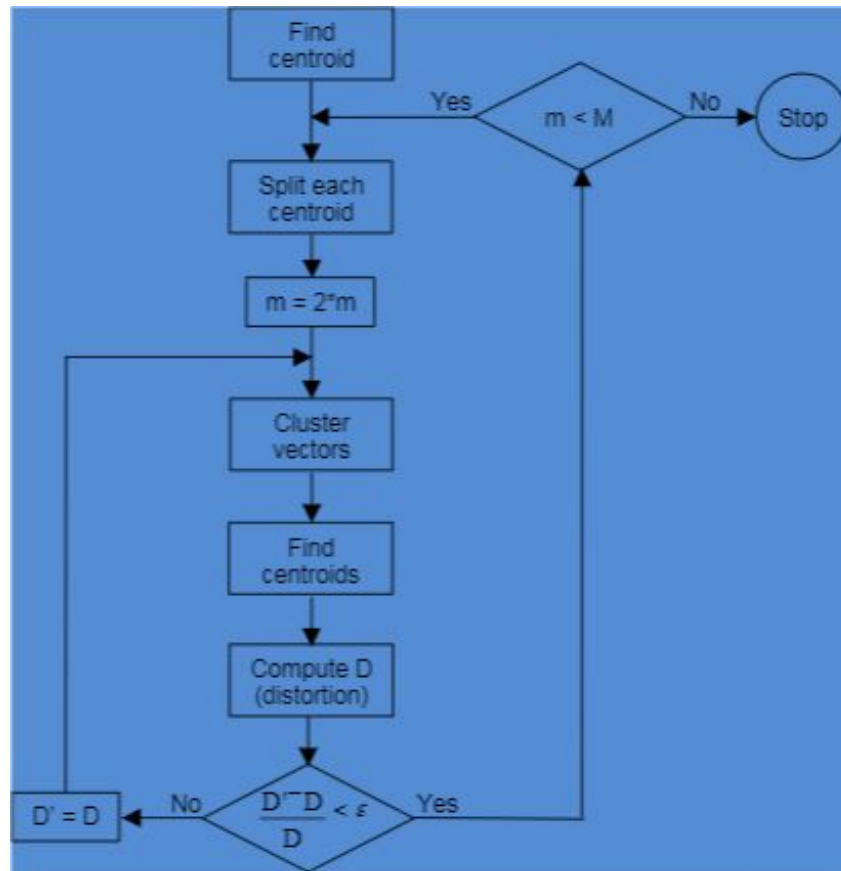 Find
centroid
Yes
m < M
No
Stop
Split each
centroid
m = 2*m
Cluster
vectors
Find
centroids
Compute D
(distortion)
D' = D
No
D'-D
D
< ε
Yes